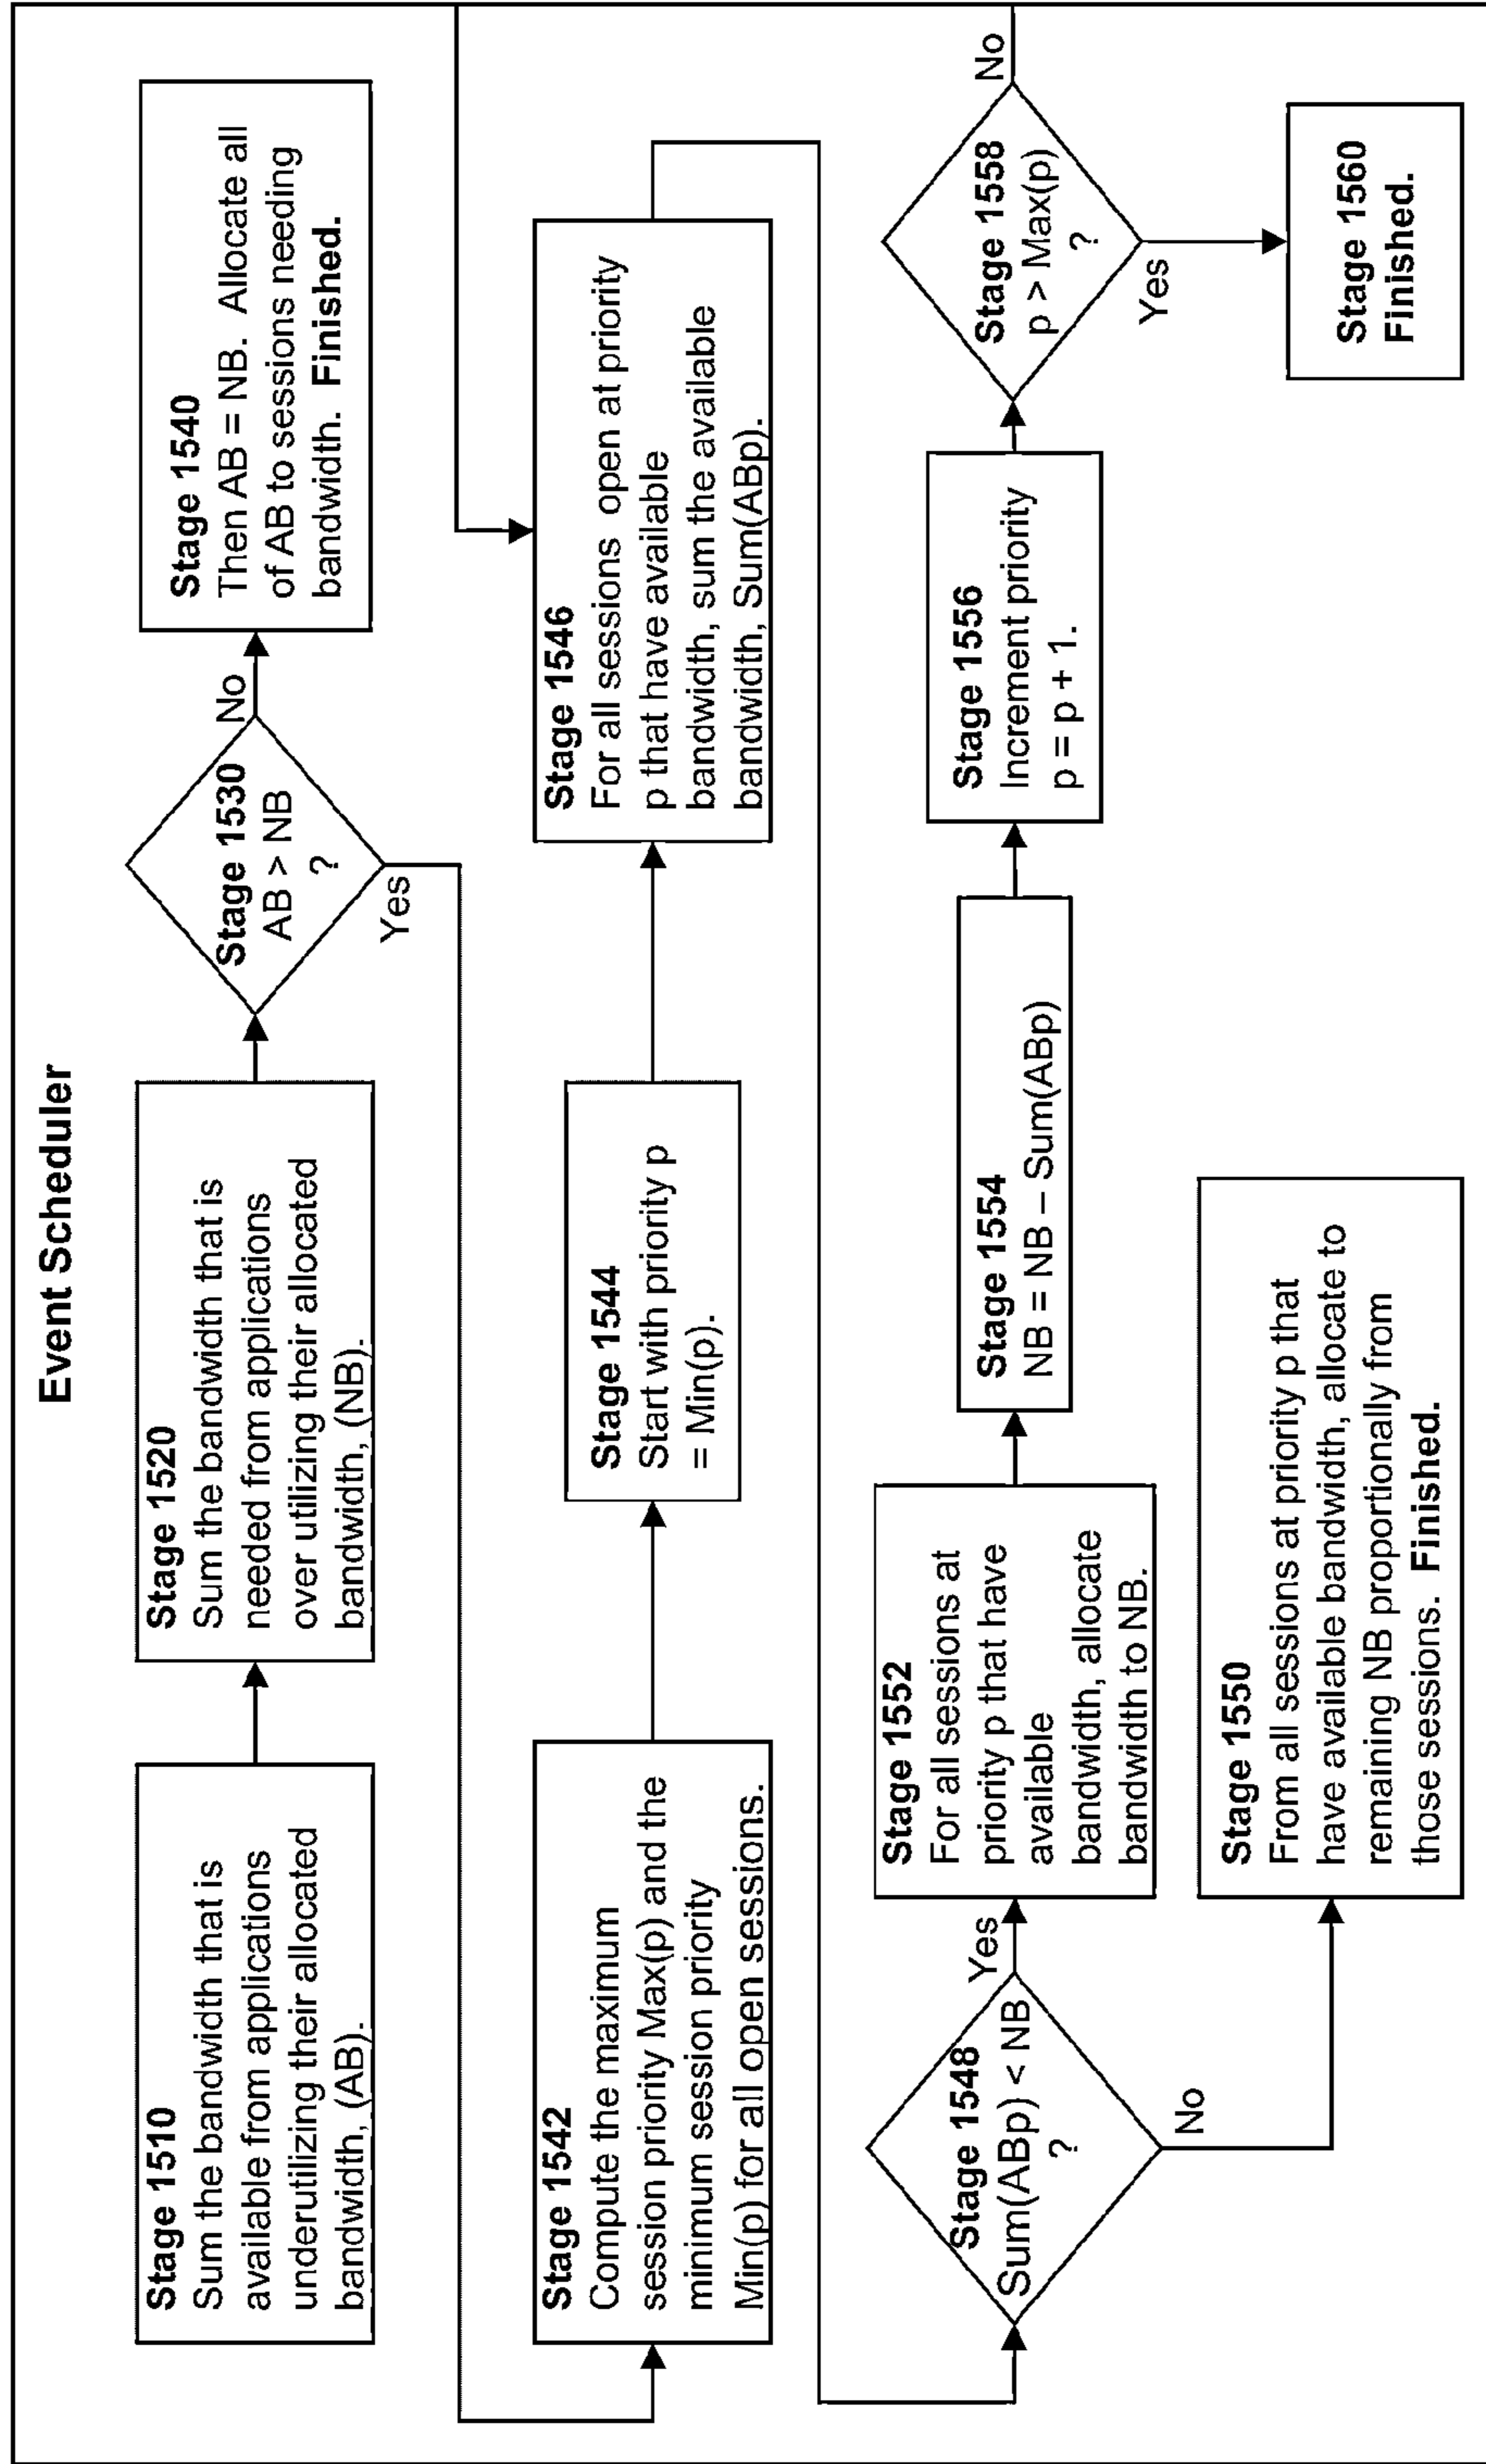 Event Scheduler
Stage 1510
Sum the bandwidth that is
available from applications
underutilizing their allocated
bandwidth, (AB).
Stage 1520
Sum the bandwidth that is
needed from applications
over utilizing their allocated
bandwidth, (NB).
Stage 1530
AB > NB
?
No
Yes
Stage 1540
Then AB = NB. Allocate all
of AB to sessions needing
bandwidth. Finished.
Stage 1542
Compute the maximum
session priority Max(p) and the
minimum session priority
Min(p) for all open sessions.
Stage 1544
Start with priority p
= Min(p).
Stage 1546
For all sessions open at priority
p that have available
bandwidth, sum the available
bandwidth, Sum(ABp).
Stage 1548
Sum(ABp) < NB
?
Yes
No
Stage 1552
For all sessions at
priority p that have
available
bandwidth, allocate
bandwidth to NB.
Stage 1554
NB = NB – Sum(ABp)
Stage 1556
Increment priority
p = p + 1.
Stage 1558
p > Max(p)
?
No
Yes
Stage 1550
From all sessions at priority p that
have available bandwidth, allocate to
remaining NB proportionally from
those sessions. Finished.
Stage 1560
Finished.